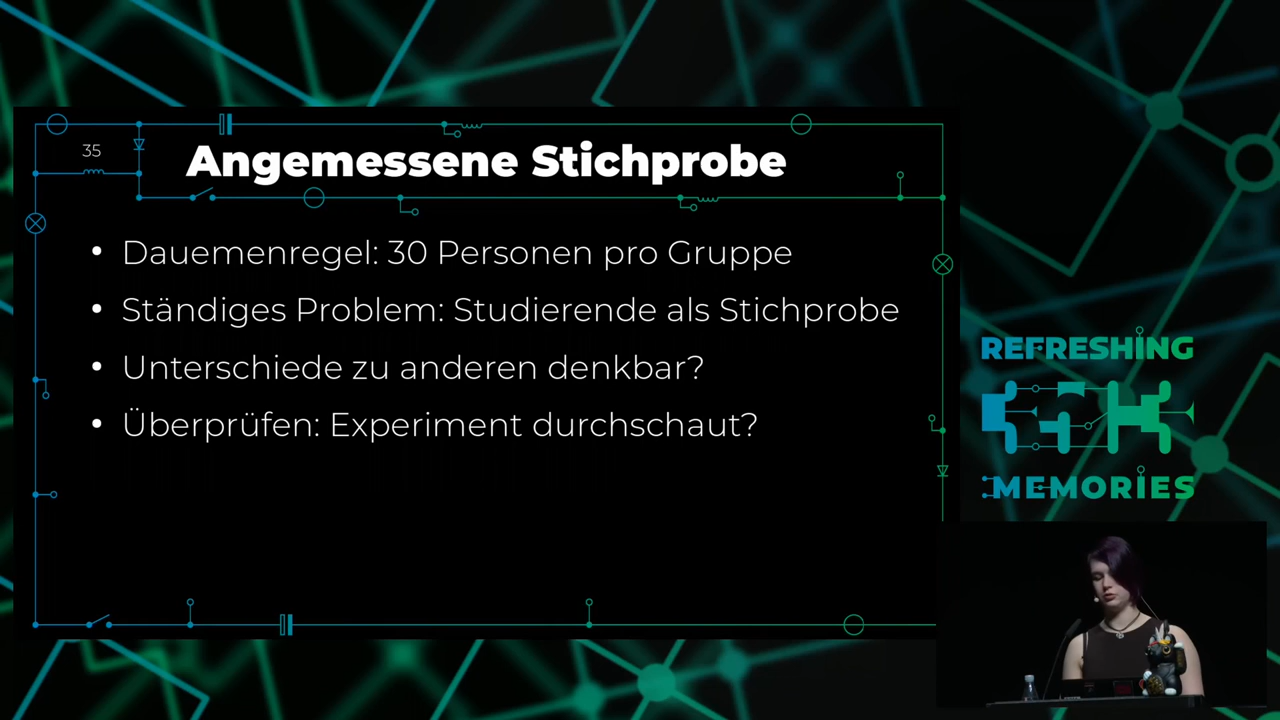 35
Angemessene Stichprobe
• Dauemenregel: 30 Personen pro Gruppe
• Ständiges Problem: Studierende als Stichprobe
• Unterschiede zu anderen denkbar?
• Überprüfen: Experiment durchschaut?
REFRESHING
MEMORIES